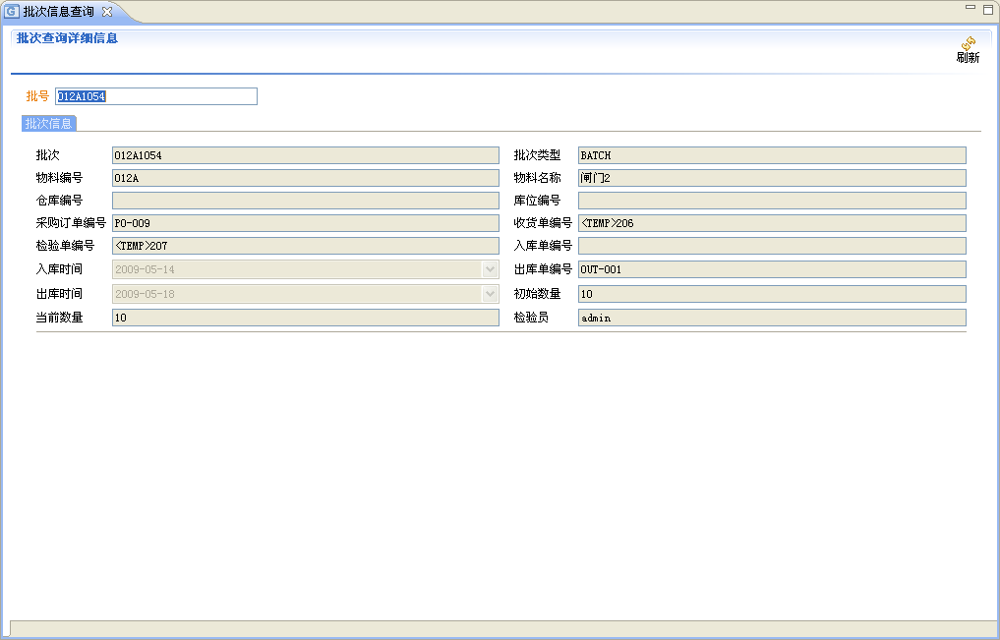 批次信息查询
批次查询详细信息
刷新
批号 012A1054
批次信息
批次 012A1054 批次类型 BATCH
物料编号 012A 物料名称 闸门2
仓库编号 库位编号
采购订单编号 PO-009 收货单编号 <TEMP>206
检验单编号 <TEMP>207 入库单编号
入库时间 2009-05-14 出库单编号 OUT-001
出库时间 2009-05-18 初始数量 10
当前数量 10 检验员 admin